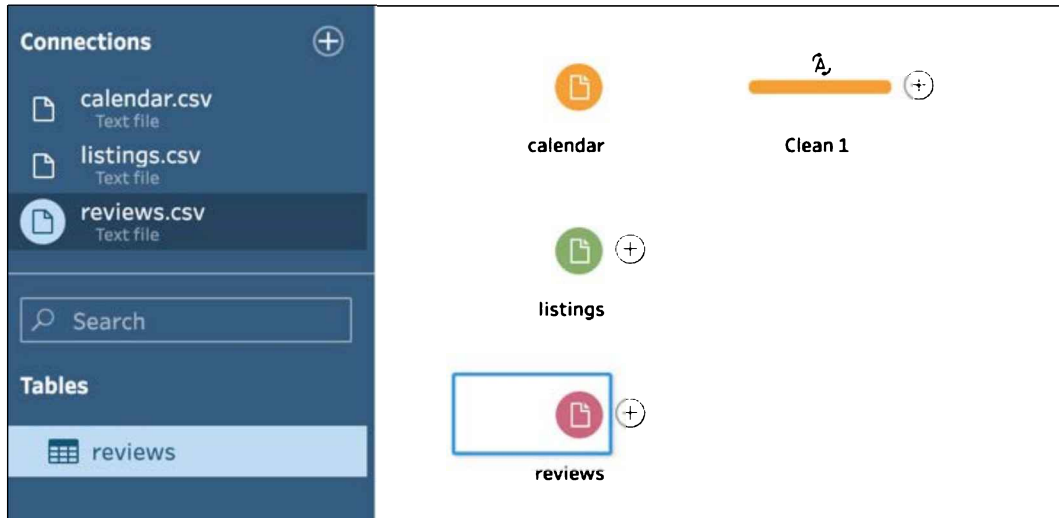 Connections
calendar.csv
Text file
listings.csv
Text file
reviews.csv
Text file
Search
Tables
reviews
calendar
Clean 1
listings
reviews